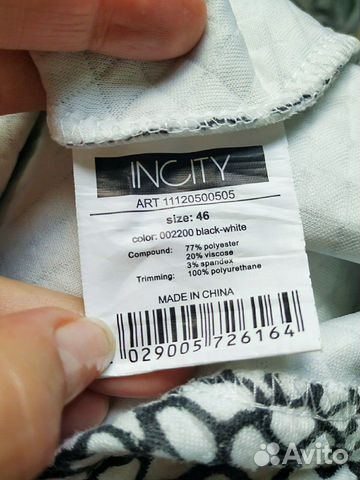 INCITY
ART 11120500505
size: 46
color: 002200 black-white
Compound: 77% polyester
20% viscose
3% spandex
Trimming: 100% polyurethane
MADE IN CHINA
029005 726164
Avito